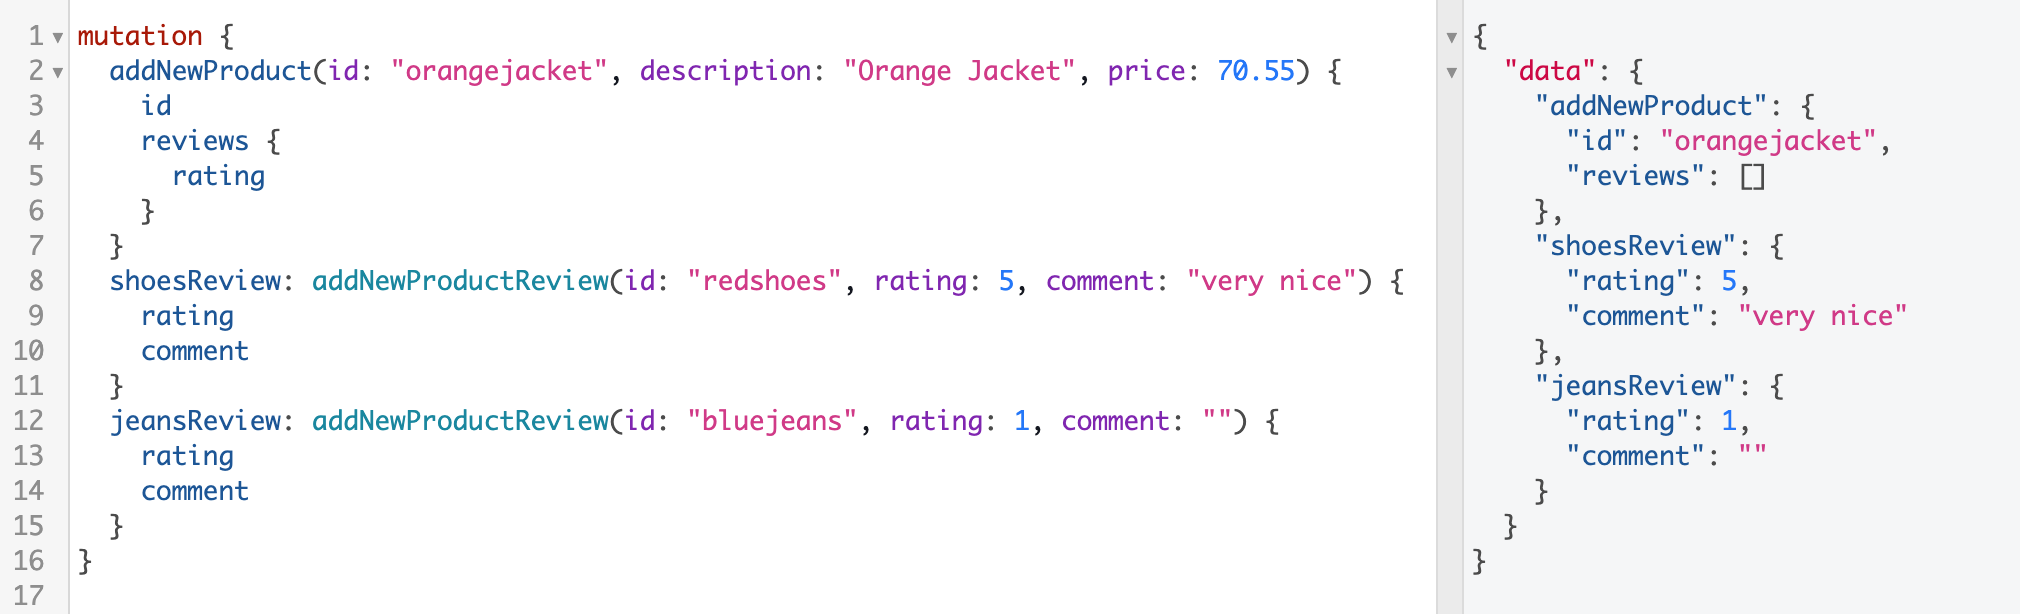 1 mutation {
2 addNewProduct(id: "orangejacket", description: "Orange Jacket", price: 70.55) {
3 id
4 reviews {
5 rating
6 }
7 }
8 shoesReview: addNewProductReview(id: "redshoes", rating: 5, comment: "very nice") {
9 rating
10 comment
11 }
12 jeansReview: addNewProductReview(id: "bluejeans", rating: 1, comment: "") {
13 rating
14 comment
15 }
16 }
17
{
"data": {
"addNewProduct": {
"id": "orangejacket",
"reviews": []
},
"shoesReview": {
"rating": 5,
"comment": "very nice"
},
"jeansReview": {
"rating": 1,
"comment": ""
}
}
}